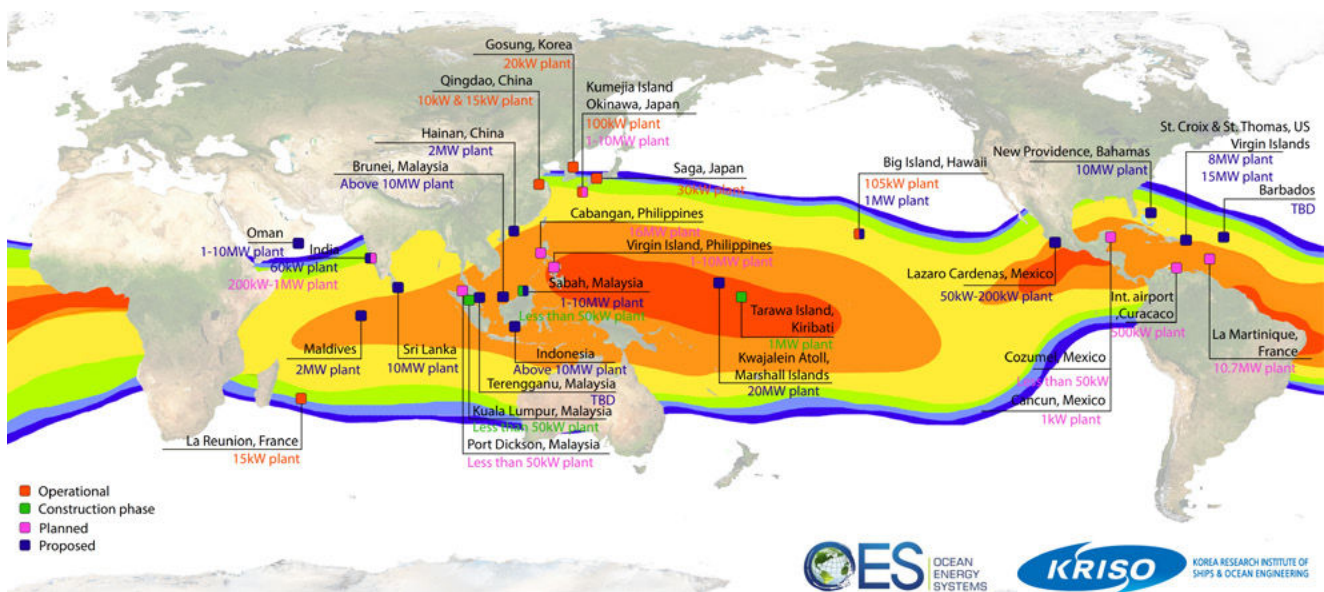 Gosung, Korea
20kW plant
Qingdao, China
10kW & 15kW plant
Kumejia Island
Okinawa, Japan
100kW plant
1-10MW plant
Hainan, China
2MW plant
Brunei, Malaysia
Above 10MW plant
Saga, Japan
30kW plant
Big Island, Hawaii
105kW plant
1MW plant
New Providence, Bahamas
10MW plant
St. Croix & St. Thomas, US
Virgin Islands
8MW plant
15MW plant
Barbados
TBD
Cabangan, Philippines
16MW plant
Virgin Island, Philippines
1-10MW plant
Oman
1-10MW plant
India
60kW plant
200kW-1MW plant
Sabah, Malaysia
1-10MW plant
Less than 50kW plant
Lazaro Cardenas, Mexico
50kW-200kW plant
Tarawa Island,
Kiribati
1MW plant
Int. airport
,Curacaco
500kW plant
La Martinique,
France
10.7MW plant
Maldives
2MW plant
Sri Lanka
10MW plant
Indonesia
Above 10MW plant
Kwajalein Atoll,
Marshall Islands
20MW plant
Terengganu, Malaysia
TBD
Cozumel, Mexico
Less than 50kW
Cancun, Mexico
1kW plant
Kuala Lumpur, Malaysia
Less than 50kW plant
Port Dickson, Malaysia
Less than 50kW plant
La Reunion, France
15kW plant
Operational
Construction phase
Planned
Proposed
OES
OCEAN
ENERGY
SYSTEMS
KRISO
KOREA RESEARCH INSTITUTE OF
SHIPS & OCEAN ENGINEERING